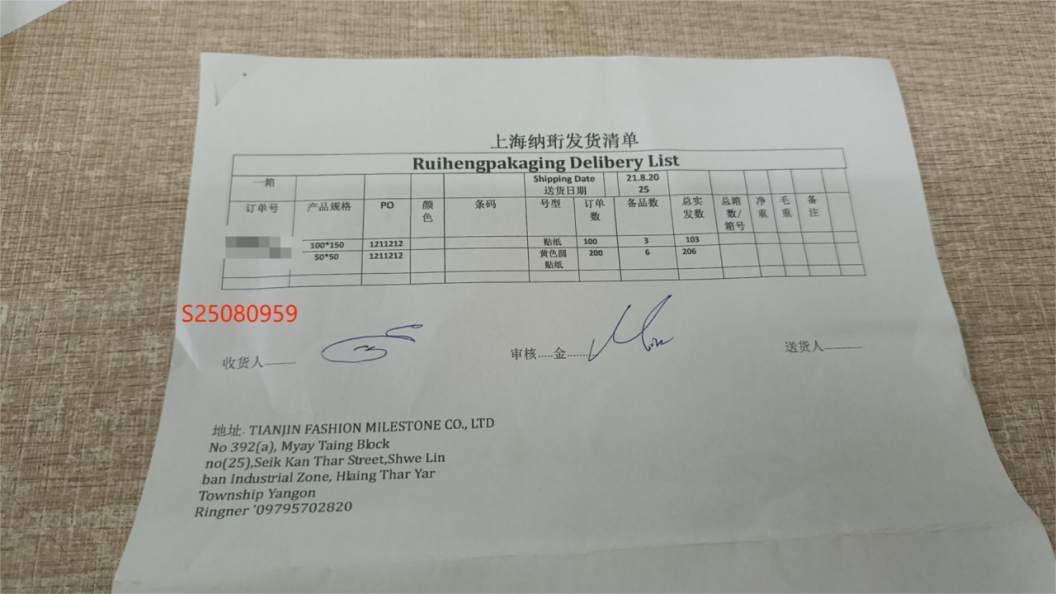 上海纳珩发货清单
Ruihengpakaging Delibery List
一箱 Shipping Date 送货日期 21.8.20 25
订单号 产品规格 PO 颜色 条码 号型 订单数 备品数 总实发数 总箱数/箱号 净重 毛重 备注
100*150 1211212 贴纸 100 3 103
50*50 1211212 黄色圆贴纸 200 6 206
S25080959
收货人 审核.....金....... 送货人
地址: TIANJIN FASHION MILESTONE CO., LTD
No 392(a), Myay Taing Block
no(25),Seik Kan Thar Street,Shwe Lin
ban Industrial Zone, Hlaing Thar Yar
Township Yangon
Ringner '09795702820